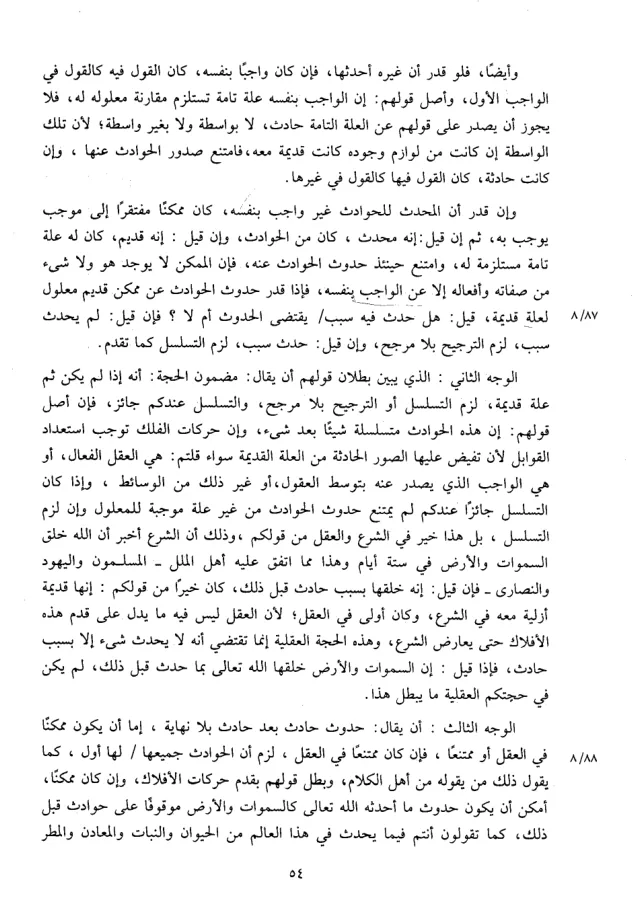 وأيضًا، فلو قدر أن غيره أحدثها، فإن كان واجبًا بنفسه، كان القول فيه كالقول في
الواجب الأول، وأصل قولهم: إن الواجب بنفسه علة تامة تستلزم مقارنة معلوله له، فلا
يجوز أن يصدر على قولهم عن العلة التامة حادث، لا بواسطة ولا بغير واسطة؛ لأن تلك
الواسطة إن كانت من لوازم وجوده كانت قديمة معه، فامتنع صدور الحوادث عنها ، وإن
كانت حادثة، كان القول فيها كالقول في غيرها.
وإن قدر أن المحدث للحوادث غير واجب بنفسه، كان ممكنًا مفتقرًا إلى موجب
يوجب به، ثم إن قيل: إنه محدث ، كان من الحوادث، وإن قيل : إنه قديم، كان له علة
تامة مستلزمة له، وامتنع حينئذ حدوث الحوادث عنه، فإن الممكن لا يوجد هو ولا شىء
من صفاته وأفعاله إلا عن الواجب بنفسه، فإذا قدر حدوث الحوادث عن ممكن قديم معلول
لعلة قديمة، قيل: هل حدث فيه سبب/ يقتضى الحدوث أم لا ؟ فإن قيل: لم يحدث ٨/٨٧
سبب، لزم الترجيح بلا مرجح، وإن قيل: حدث سبب، لزم التسلسل كما تقدم.
الوجه الثاني : الذي يبين بطلان قولهم أن يقال: مضمون الحجة: أنه إذا لم يكن ثم
علة قديمة، لزم التسلسل أو الترجيح بلا مرجح، والتسلسل عندكم جائز، فإن أصل
قولهم: إن هذه الحوادث متسلسلة شيئًا بعد شىء، وإن حركات الفلك توجب استعداد
القوابل لأن تفيض عليها الصور الحادثة من العلة القديمة سواء قلتم: هي العقل الفعال، أو
هي الواجب الذي يصدر عنه بتوسط العقول، أو غير ذلك من الوسائط ، وإذا كان
التسلسل جائزًا عندكم لم يمتنع حدوث الحوادث من غير علة موجبة للمعلول وإن لزم
التسلسل ، بل هذا خير في الشرع والعقل من قولكم ،وذلك أن الشرع أخبر أن الله خلق
السموات والأرض في ستة أيام وهذا مما اتفق عليه أهل الملل ــ المسلمون واليهود
والنصارى ــ فإن قيل: إنه خلقها بسبب حادث قبل ذلك، كان خيرًا من قولكم : إنها قديمة
أزلية معه في الشرع، وكان أولى في العقل؛ لأن العقل ليس فيه ما يدل على قدم هذه
الأفلاك حتى يعارض الشرع، وهذه الحجة العقلية إنما تقتضي أنه لا يحدث شىء إلا بسبب
حادث، فإذا قيل : إن السموات والأرض خلقها الله تعالى بما حدث قبل ذلك، لم يكن
في حجتكم العقلية ما يبطل هذا.
الوجه الثالث : أن يقال: حدوث حادث بعد حادث بلا نهاية ، إما أن يكون ممكنًا
في العقل أو ممتنعًا ، فإن كان ممتنعًا في العقل ، لزم أن الحوادث جميعها / لها أول ، كما ٨/٨٨
يقول ذلك من يقوله من أهل الكلام، وبطل قولهم بقدم حركات الأفلاك، وإن كان ممكنًا،
أمكن أن يكون حدوث ما أحدثه الله تعالى كالسموات والأرض موقوفًا على حوادث قبل
ذلك، كما تقولون أنتم فيما يحدث في هذا العالم من الحيوان والنبات والمعادن والمطر
٥٤